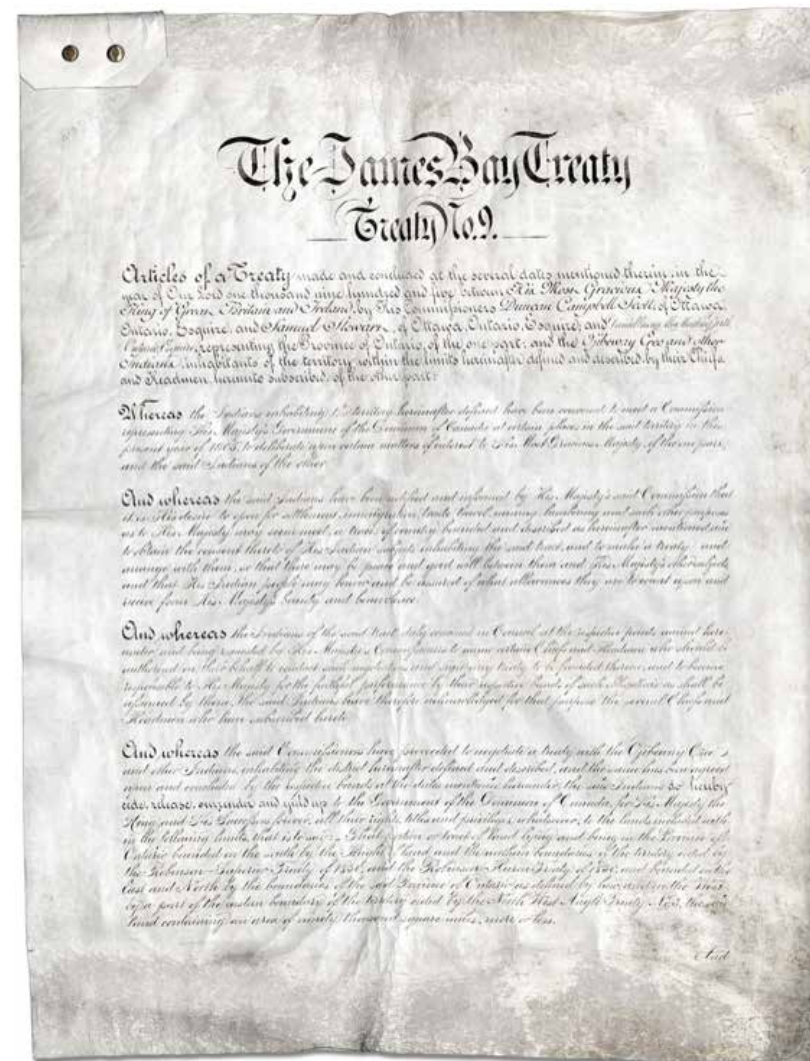 The James Bay Treaty
Treaty No. 9.
Articles of a Treaty made and concluded at the several dates mentioned therein, in the
year of Our Lord one thousand nine hundred and five between His Most Gracious Majesty the
King of Great Britain and Ireland, by His Commissioners Duncan Campbell Scott, of Ottawa,
Ontario, Esquire, and Samuel Stewart, of Ottawa, Ontario, Esquire; and
Esquire, representing the Province of Ontario, of the one part; and the Ojibeway Cree and other
Indians, inhabitants of the territory within the limits hereinafter defined and described, by their Chiefs
and Headmen hereunto subscribed, of the other part:
Whereas the Indians inhabiting the territory hereinafter defined have been convened to meet a Commission
representing His Majesty's Government of the Dominion of Canada at certain places in the said territory in this
present year of 1905, to deliberate upon certain matters of interest to His Most Gracious Majesty, of the one part,
and the said Indians of the other
And whereas the said Indians have been notified and informed by His Majesty's said Commission that
it is His desire to open for settlement, immigration, trade, travel, mining, lumbering and such other purposes
as to His Majesty may seem meet, a tract of country bounded and described as hereinafter mentioned, and
to obtain the consent thereto of His Indian subjects inhabiting the said tract, and to make a treaty and
arrange with them, so that there may be peace and good will between them and His Majesty's other subjects
and that His Indian people may know and be assured of what allowances they are to count upon and
receive from His Majesty's bounty and benevolence.
And whereas the Indians of the said tract, duly convened in Council at the respective points named here-
under, and being requested by His Majesty's Commissioners to name certain Chiefs and Headmen who should be
authorized on their behalf to conduct such negotiations and sign any treaty to be founded thereon, and to become
responsible to His Majesty for the faithful performance by their respective bands of such obligations as shall be
assumed by them, the said Indians have therefore acknowledged for that purpose the several Chiefs and
Headmen who have subscribed hereto.
And whereas the said Commissioners have proceeded to negotiate a treaty with the Ojibeway, Cree
and other Indians, inhabiting the district hereinafter defined and described, and the same has been agreed
upon and concluded by the respective bands at the dates mentioned hereunder, the said Indians do hereby
cede, release, surrender and yield up to the Government of the Dominion of Canada, for His Majesty the
King and His Successors forever, all their rights, titles and privileges whatsoever, to the lands included with
in the following limits, that is to say: That portion or tract of land lying and being in the Province of
Ontario, bounded on the south by the Height of Land and the northern boundaries of the territory ceded by
the Robinson-Superior Treaty of 1850, and the Robinson-Huron Treaty of 1850, and bounded on the
East and North by the boundaries of the said Province of Ontario as defined by law, and on the West
by a part of the eastern boundary of the territory ceded by the North West Angle Treaty No. 3, the said
land containing an area of ninety thousand square miles, more or less.
And